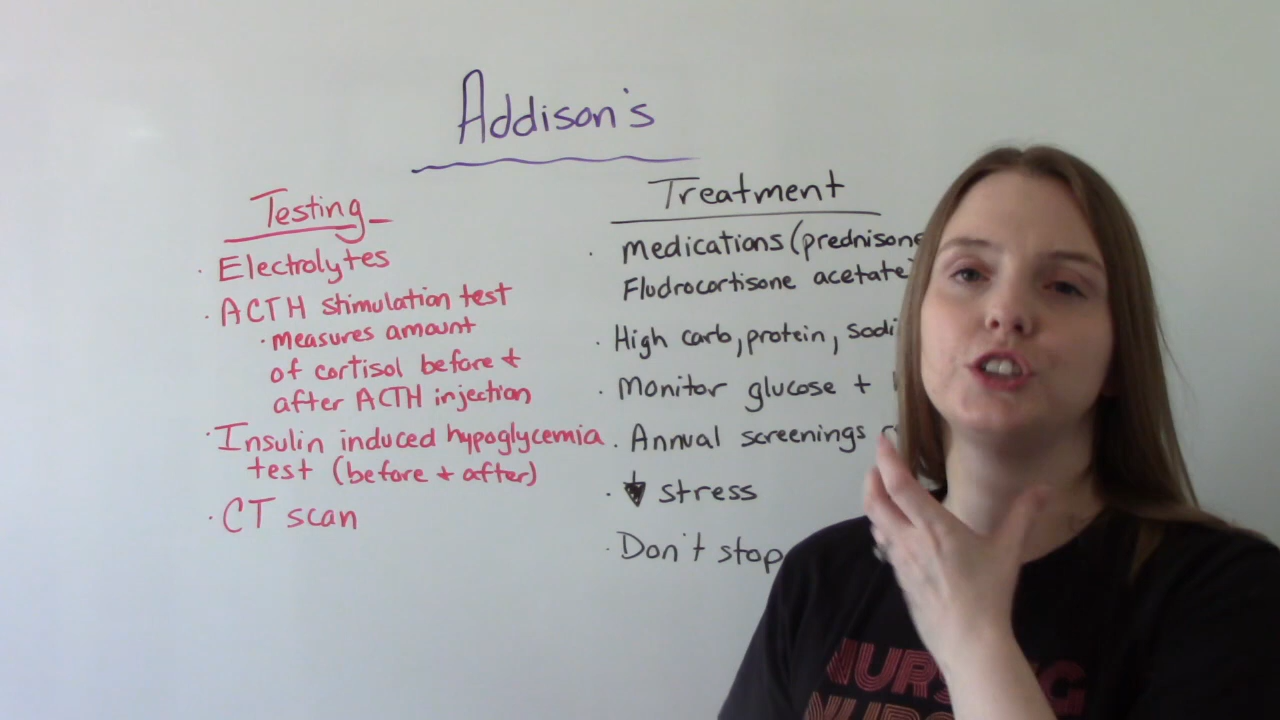 Addison's
Testing
· Electrolytes
· ACTH stimulation test
· measures amount
of cortisol before +
after ACTH injection
· Insulin induced hypoglycemia
test (before + after)
· CT scan
Treatment
· medications (prednisone
Fludrocortisone acetate)
· High carb, protein,
· Monitor glucose +
· Annual screenings
· ↓ stress
· Don't stop
NURSING